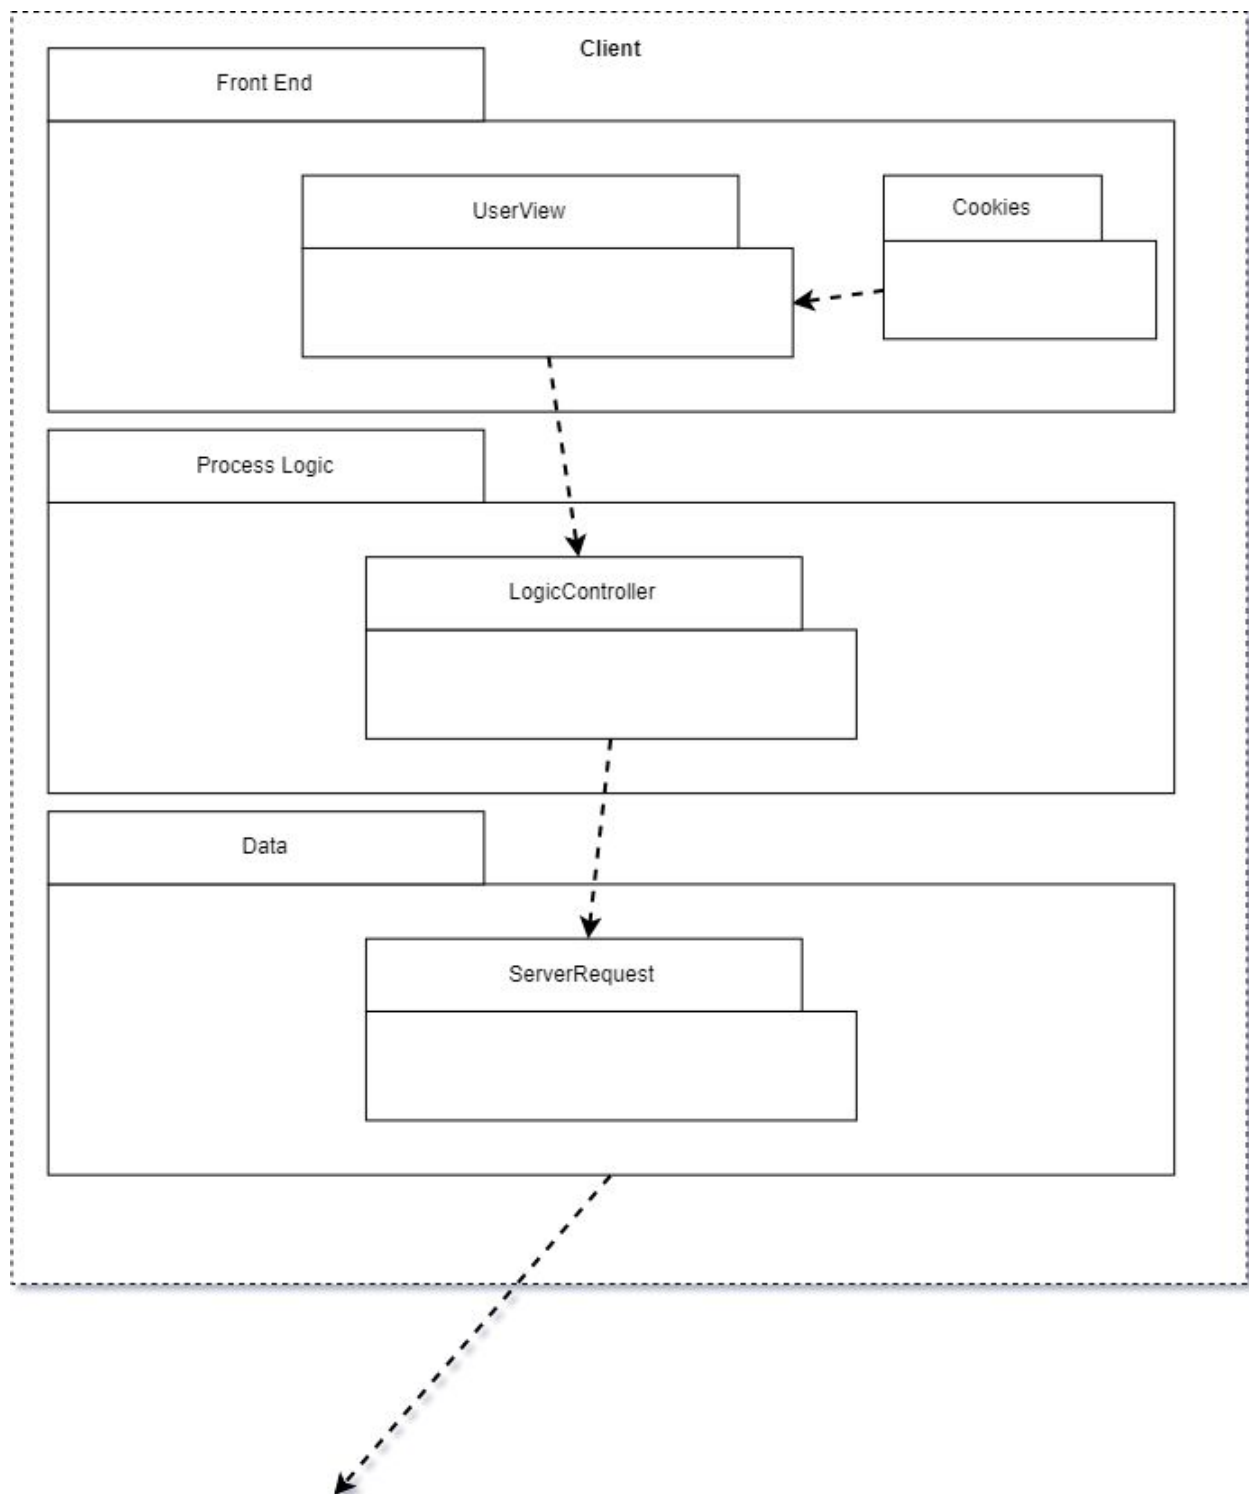 Client
Front End
UserView
Cookies
Process Logic
LogicController
Data
ServerRequest